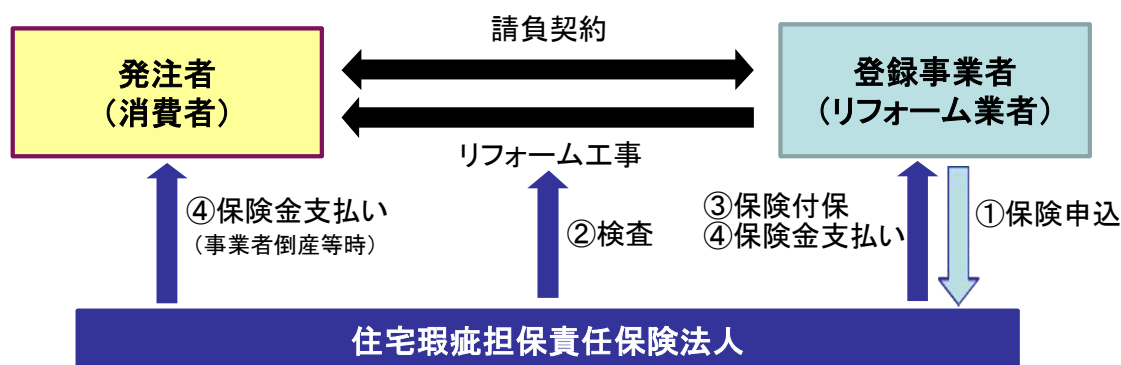 請負契約
発注者
（消費者）
登録事業者
（リフォーム業者）
リフォーム工事
④保険金支払い
（事業者倒産等時）
②検査
③保険付保
④保険金支払い
①保険申込
住宅瑕疵担保責任保険法人